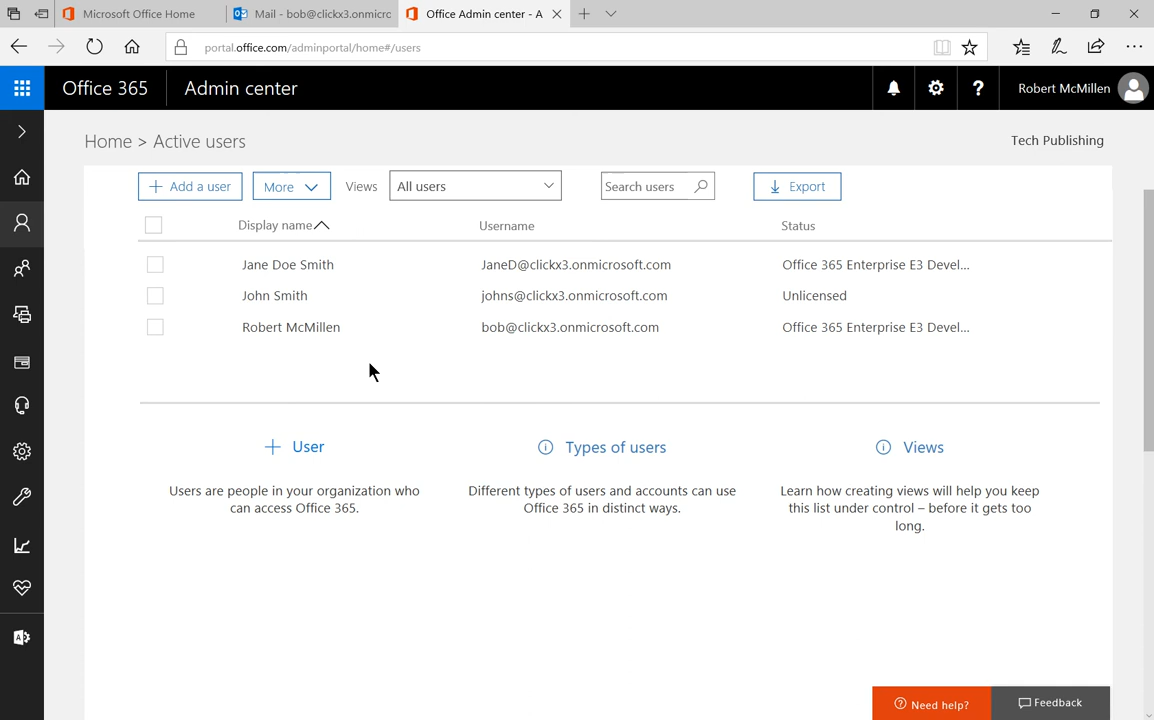 Microsoft Office Home
Mail - bob@clickx3.onmicro
Office Admin center - A
portal.office.com/adminportal/home#/users
Office 365
Admin center
Robert McMillen
Home > Active users
Tech Publishing
Add a user
More
Views
All users
Search users
Export
Display name
Username
Status
Jane Doe Smith
JaneD@clickx3.onmicrosoft.com
Office 365 Enterprise E3 Devel...
John Smith
johns@clickx3.onmicrosoft.com
Unlicensed
Robert McMillen
bob@clickx3.onmicrosoft.com
Office 365 Enterprise E3 Devel...
User
Types of users
Views
Users are people in your organization who
can access Office 365.
Different types of users and accounts can use
Office 365 in distinct ways.
Learn how creating views will help you keep
this list under control – before it gets too
long.
Need help?
Feedback